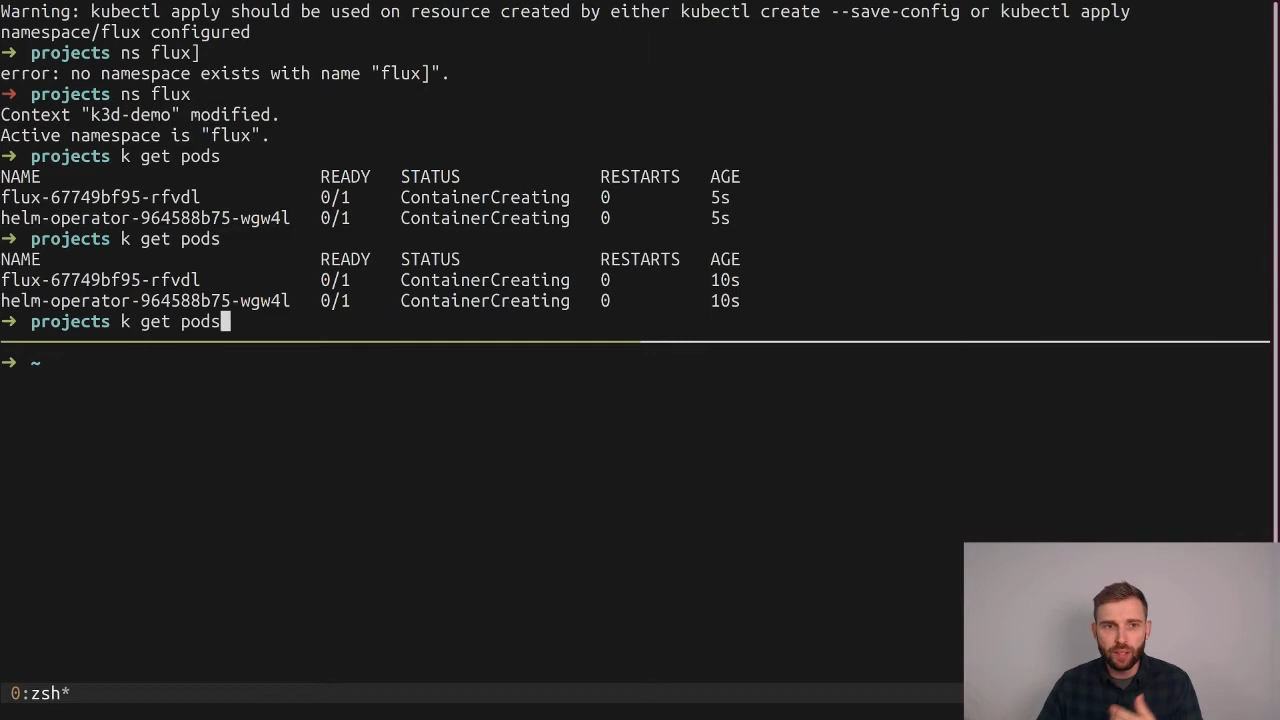 Warning: kubectl apply should be used on resource created by either kubectl create --save-config or kubectl apply
namespace/flux configured
➜ projects ns flux]
error: no namespace exists with name "flux]".
➜ projects ns flux
Context "k3d-demo" modified.
Active namespace is "flux".
➜ projects k get pods
NAME READY STATUS RESTARTS AGE
flux-67749bf95-rfvdl 0/1 ContainerCreating 0 5s
helm-operator-964588b75-wgw4l 0/1 ContainerCreating 0 5s
➜ projects k get pods
NAME READY STATUS RESTARTS AGE
flux-67749bf95-rfvdl 0/1 ContainerCreating 0 10s
helm-operator-964588b75-wgw4l 0/1 ContainerCreating 0 10s
➜ projects k get pods
➜ ~
0:zsh*